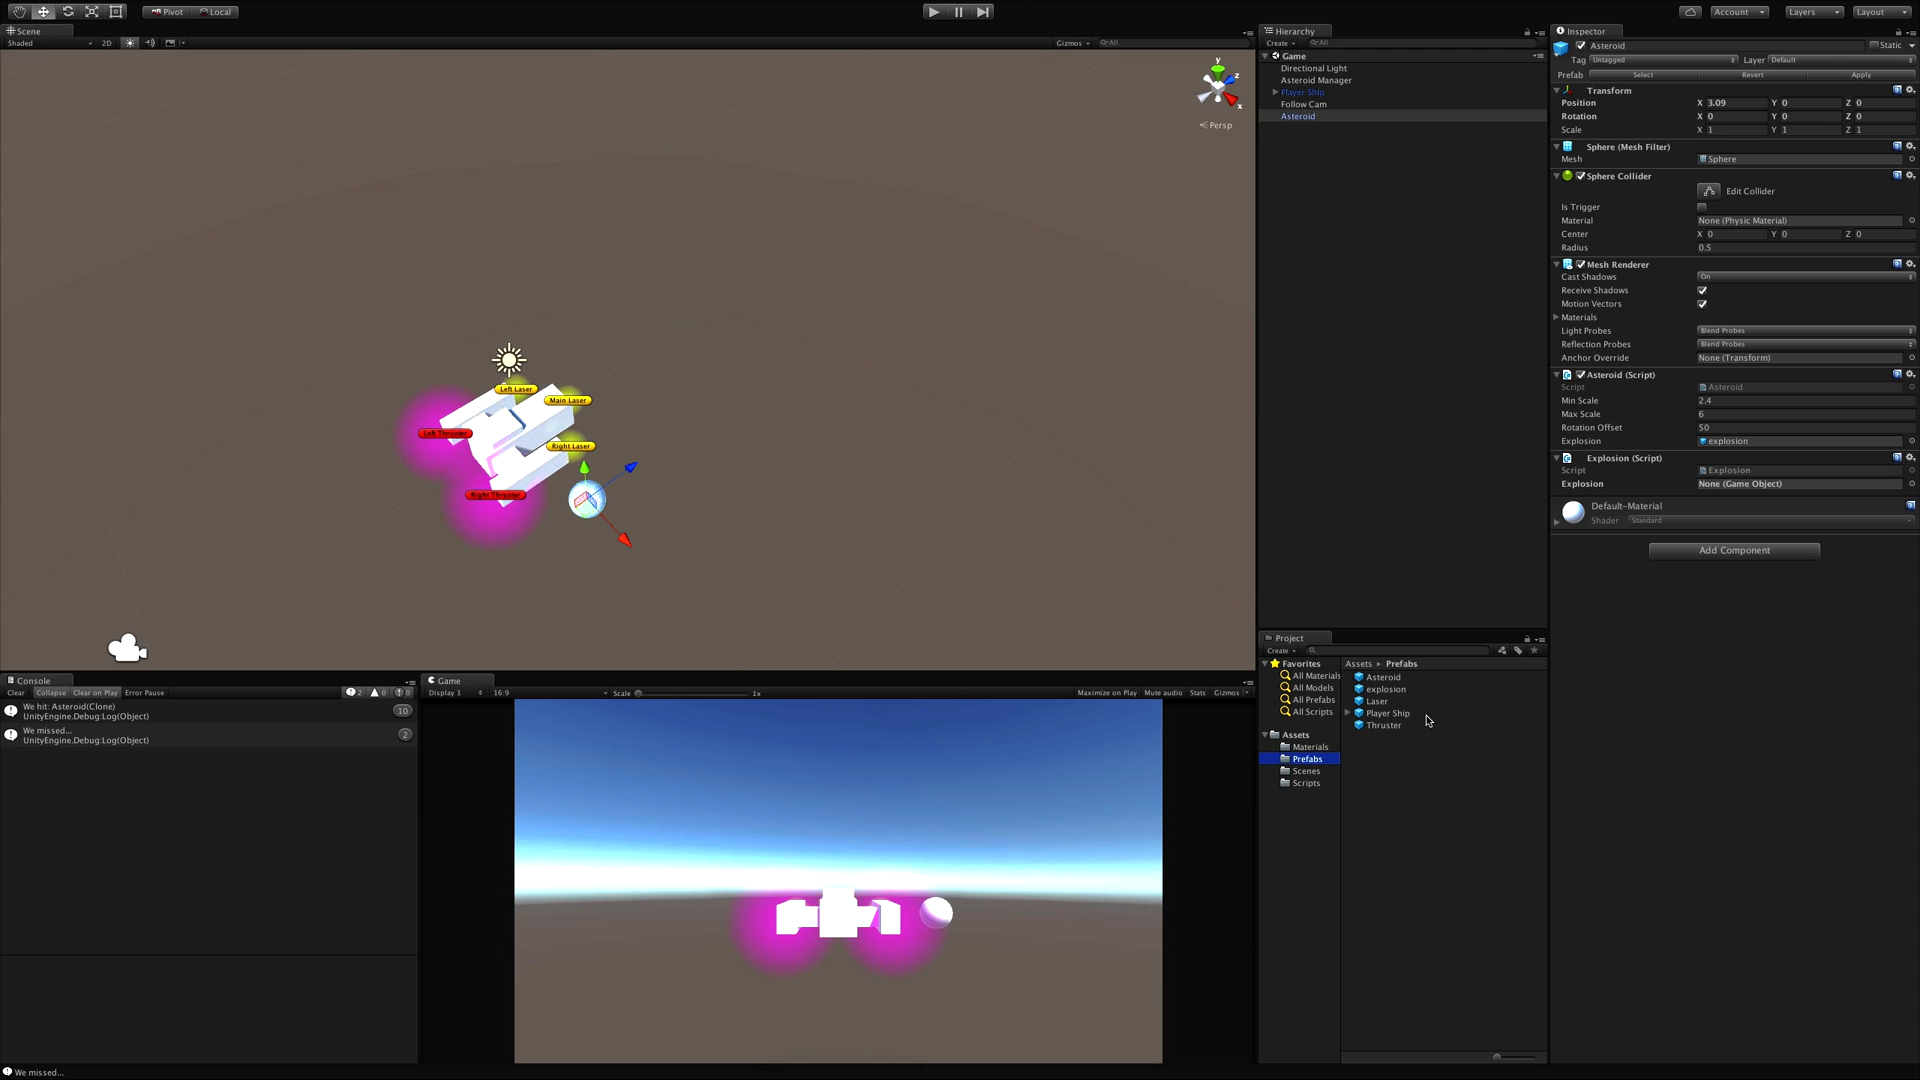 Pivot
Local
Account
Layers
Layout
Scene
Shaded
2D
Gizmos
All
y
z
x
Persp
Left Laser
Main Laser
Left Thruster
Right Laser
Right Thruster
Hierarchy
Create
All
Game
Directional Light
Asteroid Manager
Player Ship
Follow Cam
Asteroid
Inspector
Asteroid
Static
Tag Untagged Layer Default
Prefab Select Revert Apply
Transform
Position X 3.09 Y 0 Z 0
Rotation X 0 Y 0 Z 0
Scale X 1 Y 1 Z 1
Sphere (Mesh Filter)
Mesh Sphere
Sphere Collider
Edit Collider
Is Trigger
Material None (Physic Material)
Center X 0 Y 0 Z 0
Radius 0.5
Mesh Renderer
Cast Shadows On
Receive Shadows
Motion Vectors
Materials
Light Probes Blend Probes
Reflection Probes Blend Probes
Anchor Override None (Transform)
Asteroid (Script)
Script Asteroid
Min Scale 2.4
Max Scale 6
Rotation Offset 50
Explosion explosion
Explosion (Script)
Script Explosion
Explosion None (Game Object)
Default-Material
Shader Standard
Add Component
Project
Create
Favorites
All Materials
All Models
All Prefabs
All Scripts
Assets
Materials
Prefabs
Scenes
Scripts
Assets ▸ Prefabs
Asteroid
explosion
Laser
Player Ship
Thruster
Console
Clear Collapse Clear on Play Error Pause 2 0 0
We hit: Asteroid(Clone)
UnityEngine.Debug:Log(Object)
10
We missed...
UnityEngine.Debug:Log(Object)
2
Game
Display 1 16:9 Scale 1x Maximize on Play Mute audio Stats Gizmos
We missed...